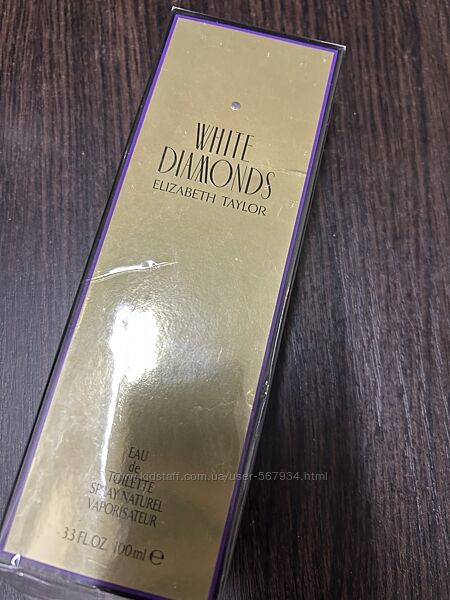 WHITE
DIAMONDS
ELIZABETH TAYLOR
EAU
de
TOILETTE
kidstaff.com.ua/user-567934.html
SPRAY NATUREL
VAPORISATEUR
3.3 FL.OZ. 100 ml e